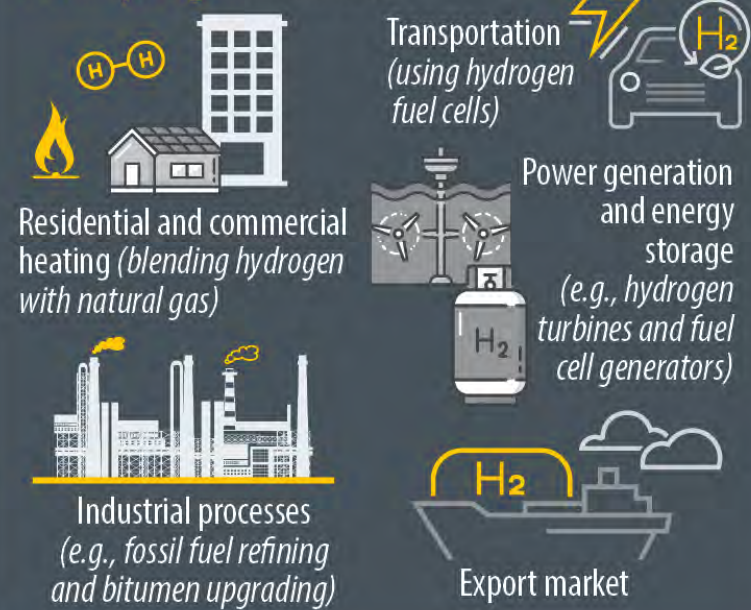 H H
Residential and commercial
heating (blending hydrogen
with natural gas)
Transportation
(using hydrogen
fuel cells)
H2
Power generation
and energy
storage
(e.g., hydrogen
turbines and fuel
cell generators)
H2
Industrial processes
(e.g., fossil fuel refining
and bitumen upgrading)
H2
Export market